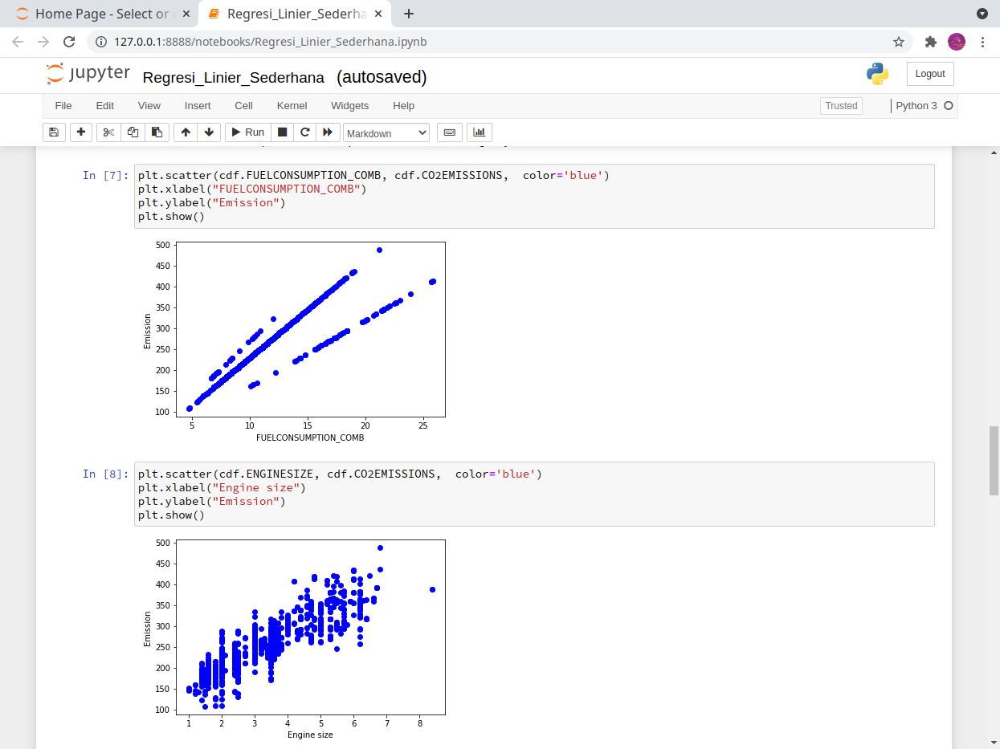 Home Page - Select or
Regresi_Linier_Sederha
127.0.0.1:8888/notebooks/Regresi_Linier_Sederhana.ipynb
jupyter Regresi_Linier_Sederhana (autosaved)
Logout
File Edit View Insert Cell Kernel Widgets Help
Trusted Python 3
Run Markdown
In [7]: plt.scatter(cdf.FUELCONSUMPTION_COMB, cdf.CO2EMISSIONS,  color='blue')
plt.xlabel("FUELCONSUMPTION_COMB")
plt.ylabel("Emission")
plt.show()
500
450
400
350
300
250
200
150
100
Emission
5 10 15 20 25
FUELCONSUMPTION_COMB
In [8]: plt.scatter(cdf.ENGINESIZE, cdf.CO2EMISSIONS,  color='blue')
plt.xlabel("Engine size")
plt.ylabel("Emission")
plt.show()
500
450
400
350
300
250
200
150
100
Emission
1 2 3 4 5 6 7 8
Engine size